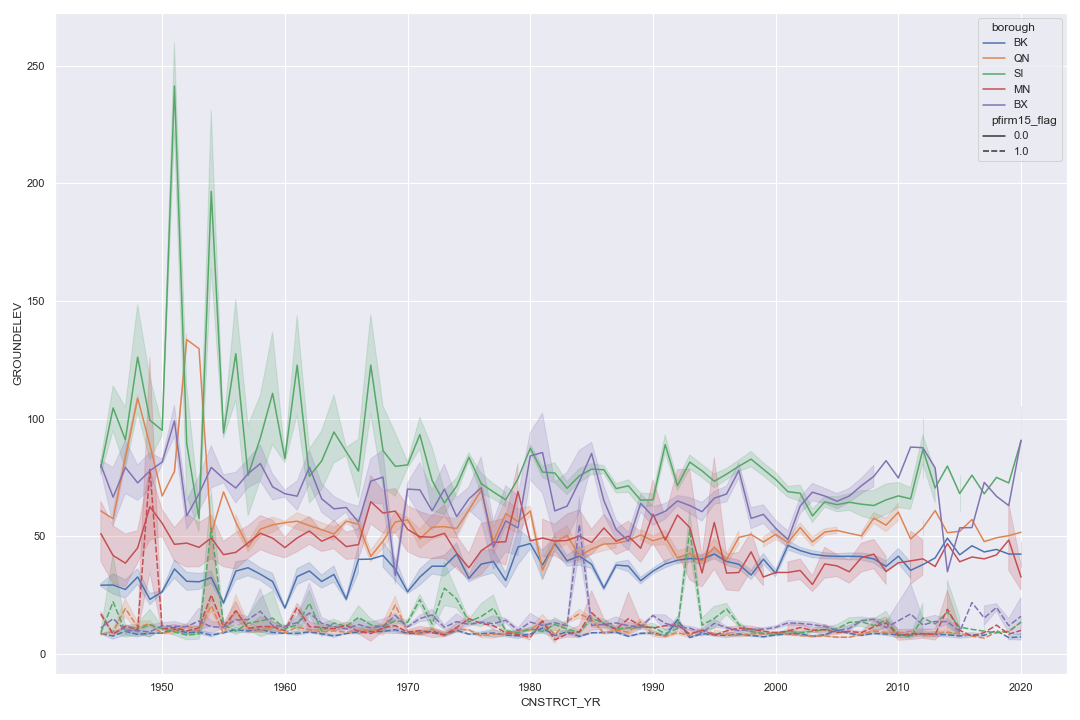 borough
BK
QN
SI
MN
BX
pfirm15_flag
0.0
1.0
GROUNDELEV
250
200
150
100
50
0
1950
1960
1970
1980
1990
2000
2010
2020
CNSTRCT_YR